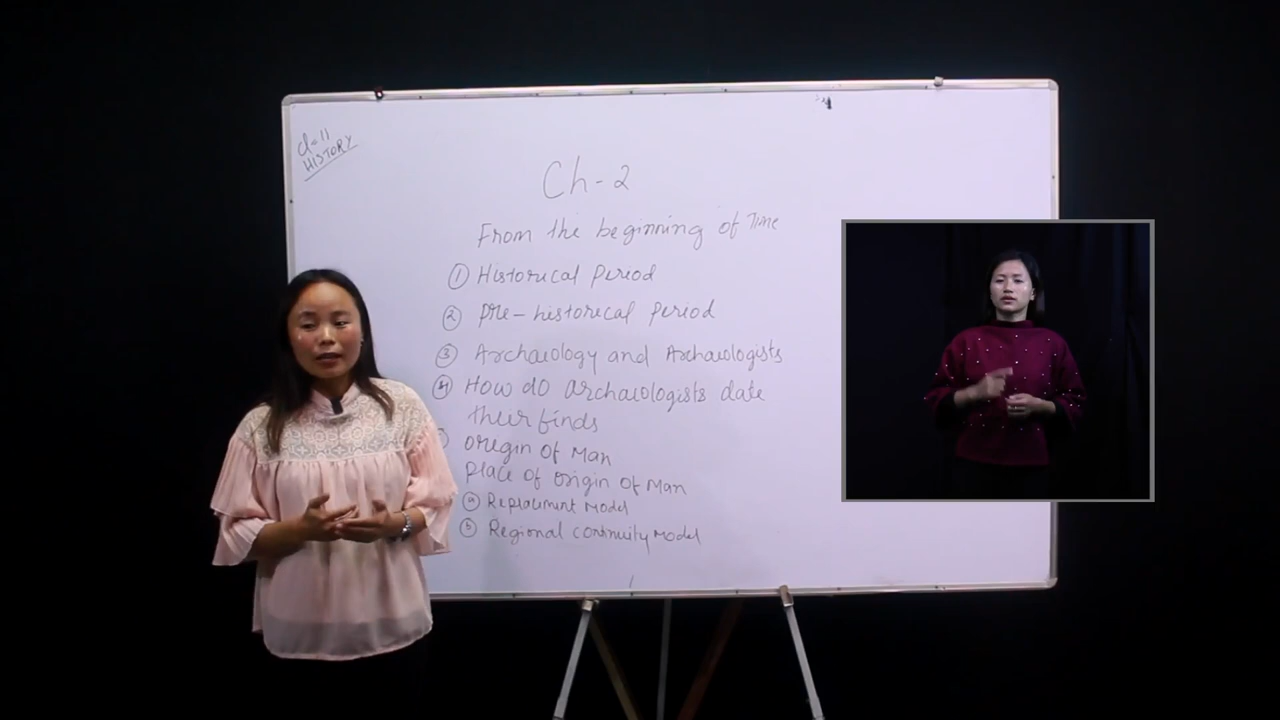 Cl-11
HISTORY
Ch-2
From the beginning of Time
1 Historical Period
2 Pre-historical Period
3 Archaeology and Archaeologists
4 How do archaeologists date
their finds
Origin of Man
Place of origin of Man
a Replacement Model
b Regional continuity Model